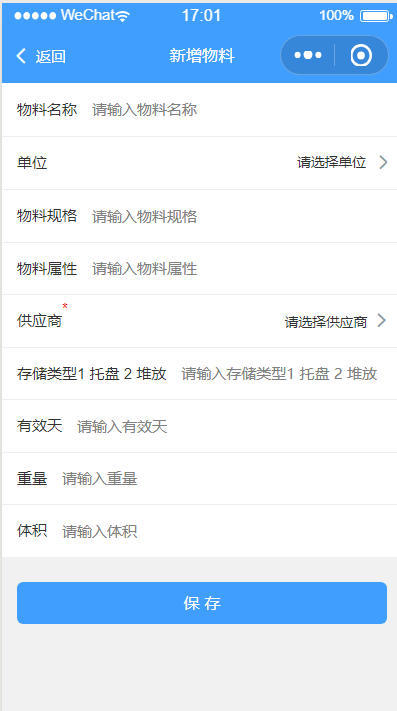 WeChat 17:01 100%
返回 新增物料
物料名称 请输入物料名称
单位 请选择单位
物料规格 请输入物料规格
物料属性 请输入物料属性
供应商* 请选择供应商
存储类型1 托盘 2 堆放 请输入存储类型1 托盘 2 堆放
有效天 请输入有效天
重量 请输入重量
体积 请输入体积
保 存